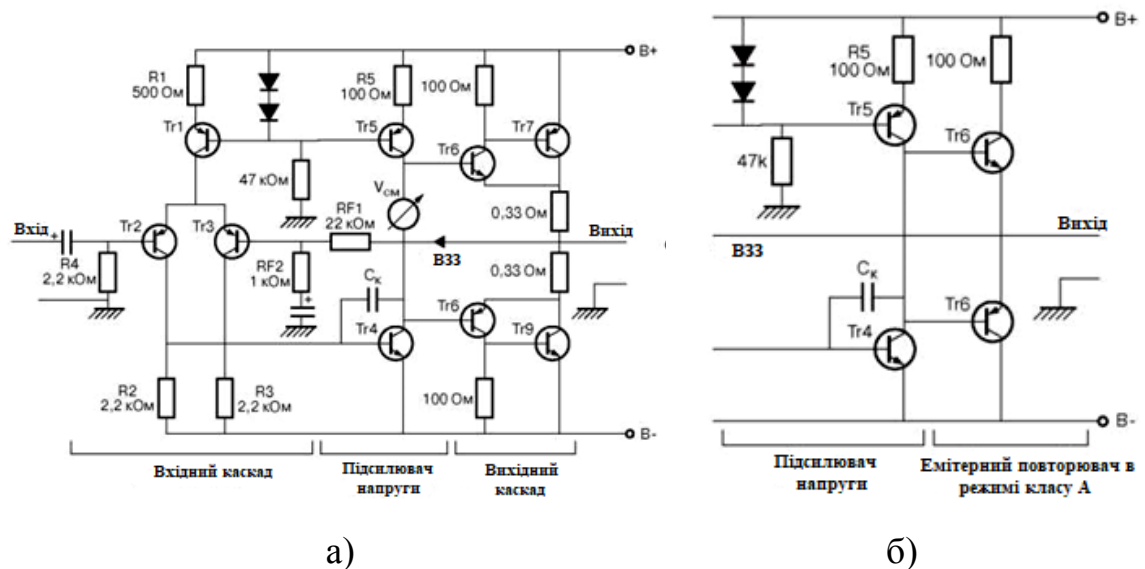 B+
R1
500 Ом
R5
100 Ом
100 Ом
Tr1
Tr5
Tr6
Tr7
47 кОм
Vсм
0,33 Ом
RF1
22 кОм
Вхід
+
Tr2
Tr3
Вихід
R4
2,2 кОм
RF2
1 кОм
+
ВЗЗ
0,33 Ом
Cк
Tr6
Tr4
Tr9
R2
2,2 кОм
R3
2,2 кОм
100 Ом
B-
Вхідний каскад
Підсилювач
напруги
Вихідний
каскад
а)
B+
R5
100 Ом
100 Ом
Tr5
Tr6
47k
Вихід
ВЗЗ
Cк
Tr6
Tr4
B-
Підсилювач
напруги
Емітерний повторювач в
режимі класу А
б)